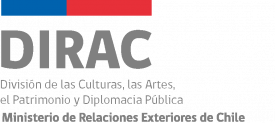 DIRAC
División de las Culturas, las Artes,
el Patrimonio y Diplomacia Pública
Ministerio de Relaciones Exteriores de Chile